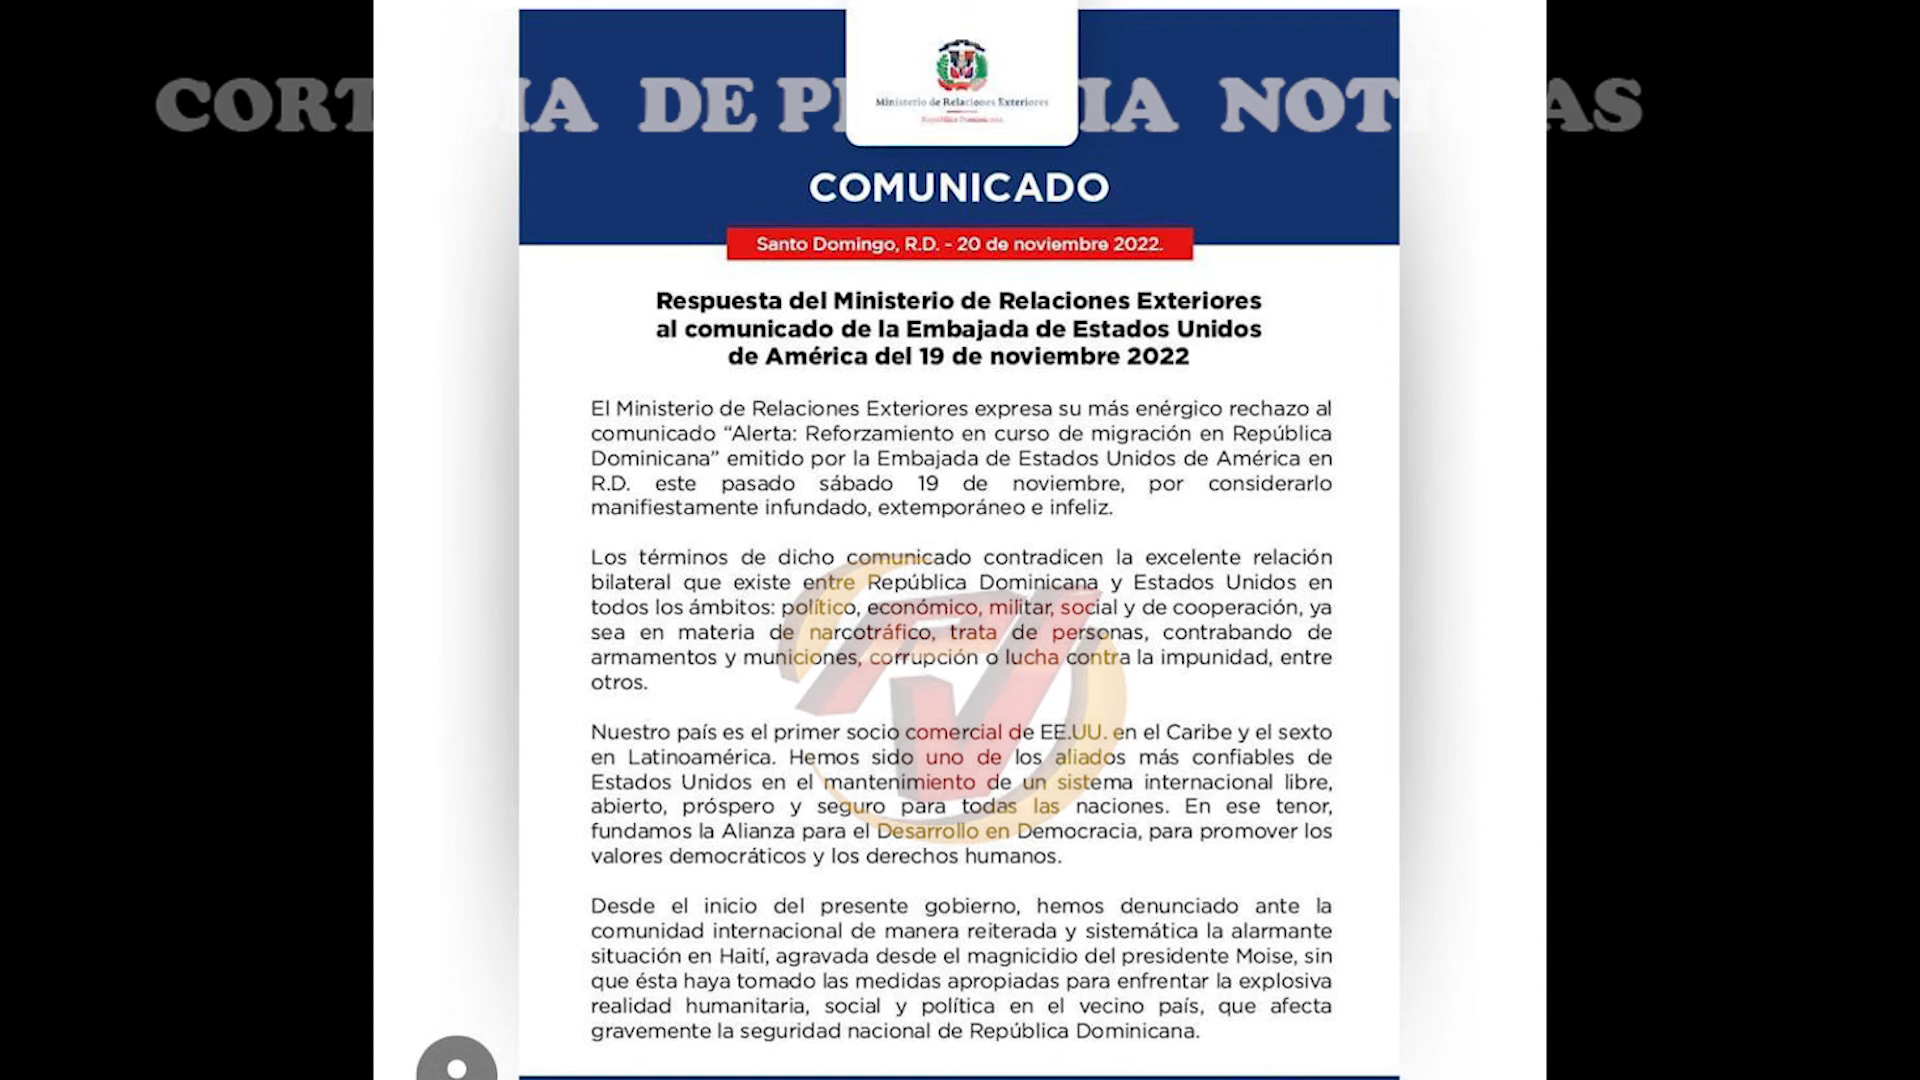 CORT IA DE P IA NOT AS
Ministerio de Relaciones Exteriores
República Dominicana
COMUNICADO
Santo Domingo, R.D. - 20 de noviembre 2022.
Respuesta del Ministerio de Relaciones Exteriores
al comunicado de la Embajada de Estados Unidos
de América del 19 de noviembre 2022
El Ministerio de Relaciones Exteriores expresa su más enérgico rechazo al
comunicado “Alerta: Reforzamiento en curso de migración en República
Dominicana” emitido por la Embajada de Estados Unidos de América en
R.D. este pasado sábado 19 de noviembre, por considerarlo
manifiestamente infundado, extemporáneo e infeliz.
Los términos de dicho comunicado contradicen la excelente relación
bilateral que existe entre República Dominicana y Estados Unidos en
todos los ámbitos: político, económico, militar, social y de cooperación, ya
sea en materia de narcotráfico, trata de personas, contrabando de
armamentos y municiones, corrupción o lucha contra la impunidad, entre
otros.
Nuestro país es el primer socio comercial de EE.UU. en el Caribe y el sexto
en Latinoamérica. Hemos sido uno de los aliados más confiables de
Estados Unidos en el mantenimiento de un sistema internacional libre,
abierto, próspero y seguro para todas las naciones. En ese tenor,
fundamos la Alianza para el Desarrollo en Democracia, para promover los
valores democráticos y los derechos humanos.
Desde el inicio del presente gobierno, hemos denunciado ante la
comunidad internacional de manera reiterada y sistemática la alarmante
situación en Haití, agravada desde el magnicidio del presidente Moise, sin
que ésta haya tomado las medidas apropiadas para enfrentar la explosiva
realidad humanitaria, social y política en el vecino país, que afecta
gravemente la seguridad nacional de República Dominicana.